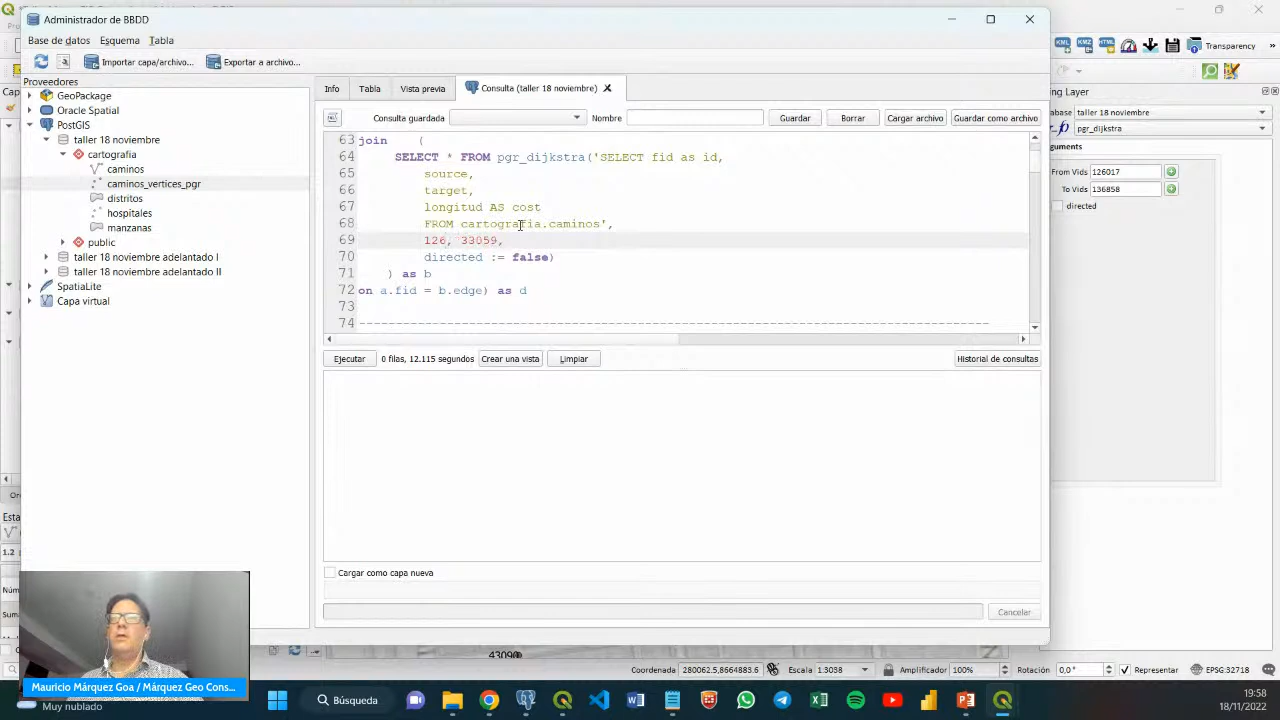 Administrador de BBDD
Base de datos Esquema Tabla
Importar capa/archivo... Exportar a archivo...
Proveedores
GeoPackage
Oracle Spatial
PostGIS
taller 18 noviembre
cartografia
caminos
caminos_vertices_pgr
distritos
hospitales
manzanas
public
taller 18 noviembre adelantado I
taller 18 noviembre adelantado II
SpatiaLite
Capa virtual
Info Tabla Vista previa Consulta (taller 18 noviembre)
Consulta guardada Nombre Guardar Borrar Cargar archivo Guardar como archivo
63 join (
64 SELECT * FROM pgr_dijkstra('SELECT fid as id,
65 source,
66 target,
67 longitud AS cost
68 FROM cartografia.caminos',
69 126, 33059,
70 directed := false)
71 ) as b
72 on a.fid = b.edge) as d
73
74 --------------------------------------------------------------------------------------
Ejecutar 0 filas, 12.115 segundos Crear una vista Limpiar Historial de consultas
Cargar como capa nueva
Cancelar
KML KMZ HTML Transparency
taller 18 noviembre
pgr_dijkstra
From Vids 126017
To Vids 136858
directed
43090
Coordenada 280062.5,6664883.5 Escala 1:3038 Amplificador 100% Rotación 0,0° Representar EPSG:32718
Mauricio Márquez Goa / Márquez Geo Cons...
Muy nublado
Búsqueda
19:58
18/11/2022